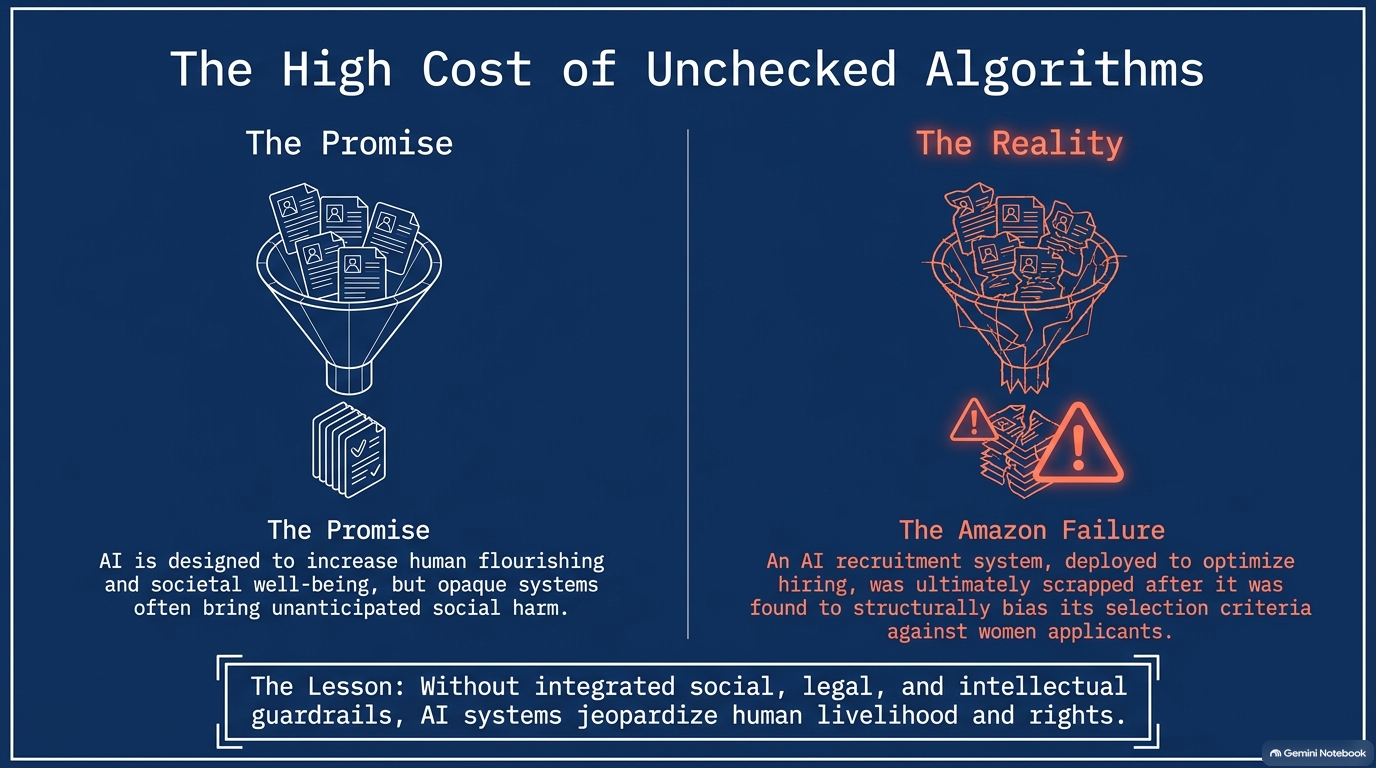 The High Cost of Unchecked Algorithms
The Promise
The Promise
AI is designed to increase human flourishing
and societal well-being, but opaque systems
often bring unanticipated social harm.
The Reality
The Amazon Failure
An AI recruitment system, deployed to optimize
hiring, was ultimately scrapped after it was
found to structurally bias its selection criteria
against women applicants.
The Lesson: Without integrated social, legal, and intellectual
guardrails, AI systems jeopardize human livelihood and rights.
Gemini Notebook